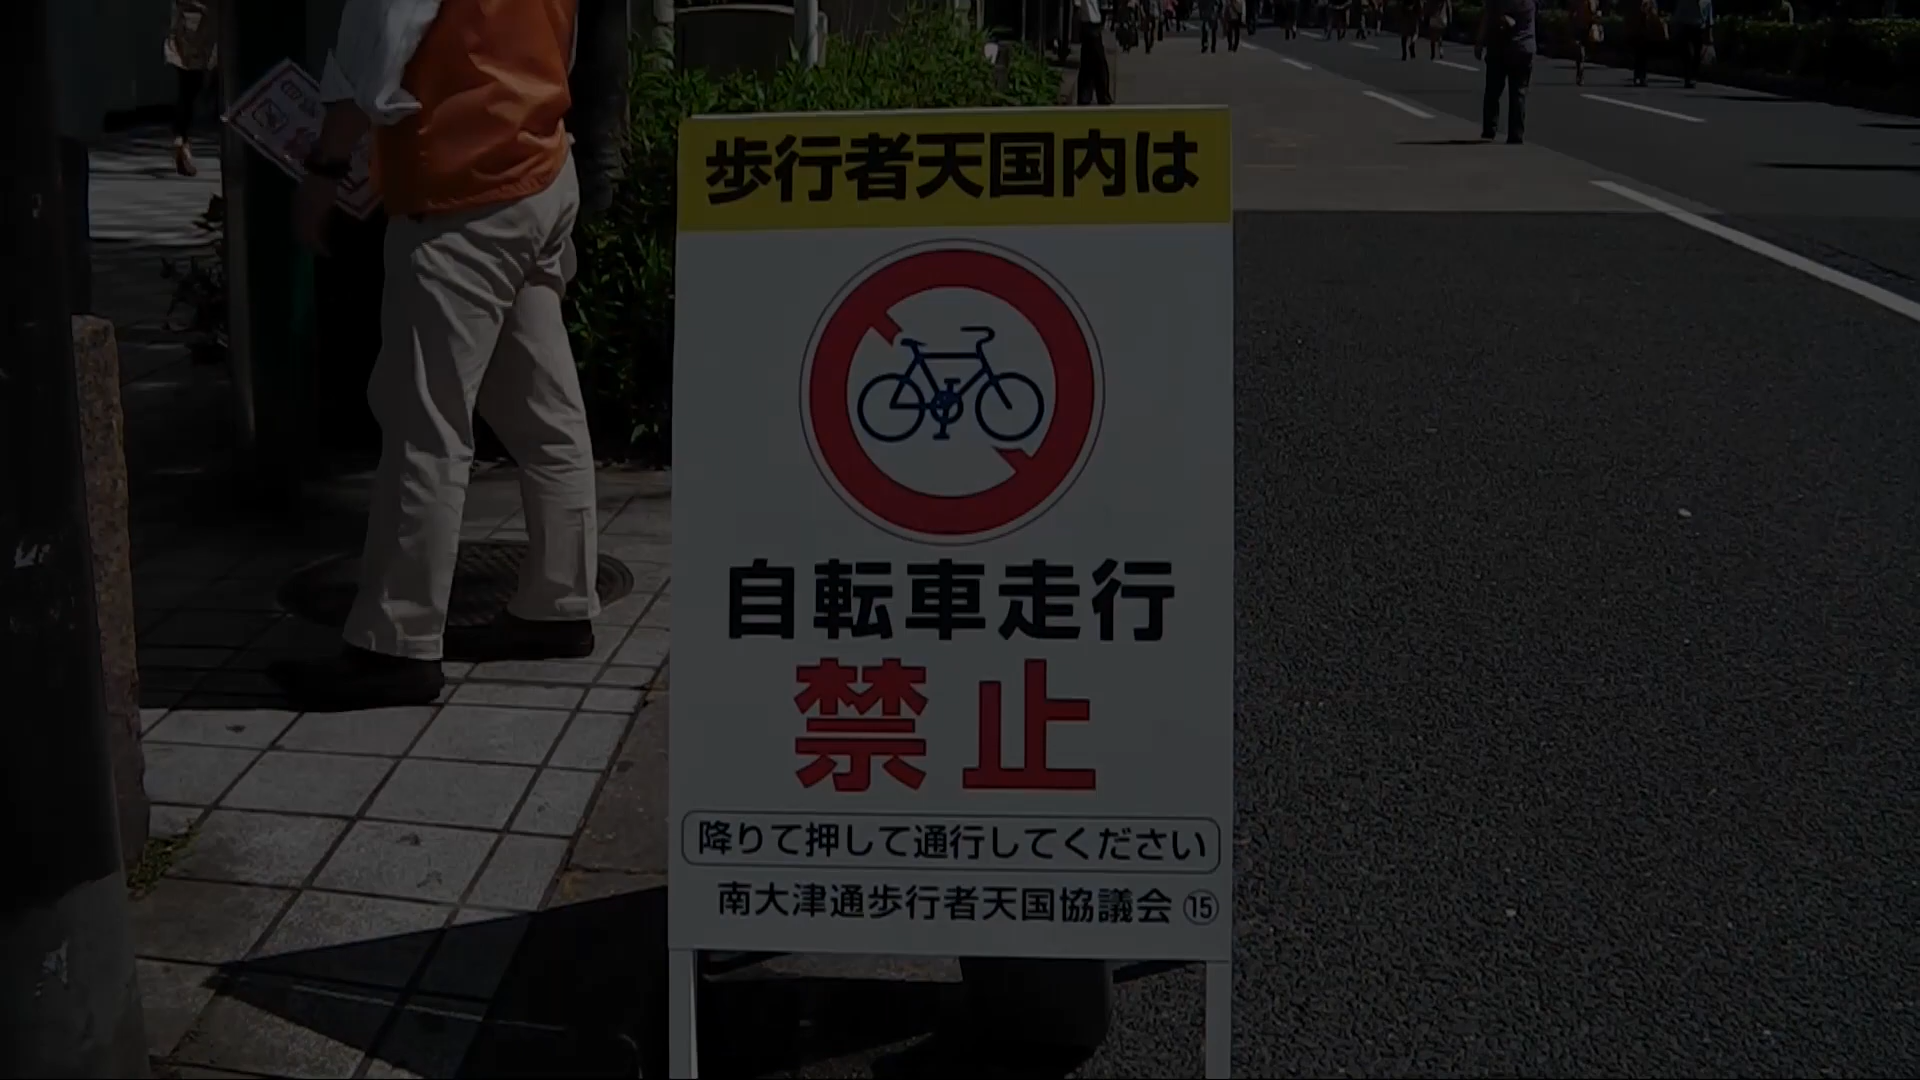 歩行者天国内は
自転車走行
禁止
降りて押して通行してください
南大津通歩行者天国協議会 ⑮